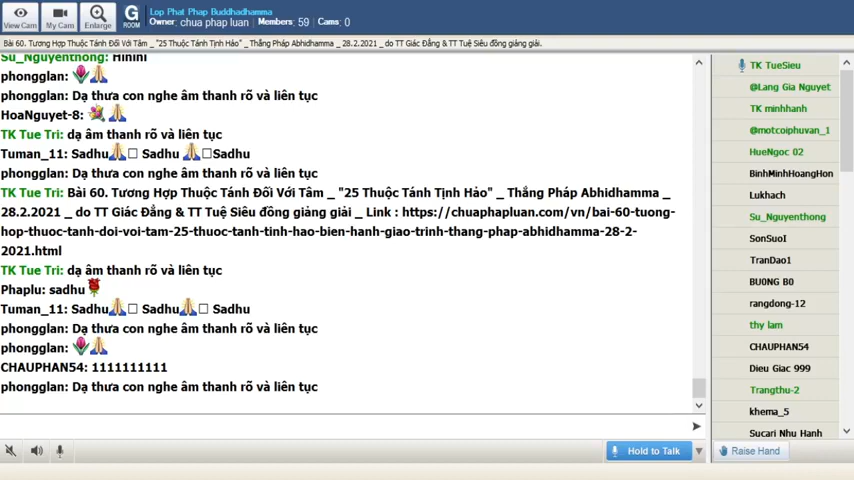 View Cam
My Cam
Enlarge
G
ROOM
Lop Phat Phap Buddhadhamma
Owner: chua phap luan Members: 59 Cams: 0
Bài 60. Tương Hợp Thuộc Tánh Đối Với Tâm _ "25 Thuộc Tánh Tịnh Hảo" _ Thắng Pháp Abhidhamma _ 28.2.2021 _ do TT Giác Đẳng & TT Tuệ Siêu đồng giảng giải.
Su_Nguyenthong: Hihihi
phongglan:
phongglan: Dạ thưa con nghe âm thanh rõ và liên tục
HoaNguyet-8:
TK Tue Tri: dạ âm thanh rõ và liên tục
Tuman_11: Sadhu Sadhu Sadhu
phongglan: Dạ thưa con nghe âm thanh rõ và liên tục
TK Tue Tri: Bài 60. Tương Hợp Thuộc Tánh Đối Với Tâm _ "25 Thuộc Tánh Tịnh Hảo" _ Thắng Pháp Abhidhamma _
28.2.2021 _ do TT Giác Đẳng & TT Tuệ Siêu đồng giảng giải _ Link : https://chuaphapluan.com/vn/bai-60-tuong-
hop-thuoc-tanh-doi-voi-tam-25-thuoc-tanh-tinh-hao-bien-hanh-giao-trinh-thang-phap-abhidhamma-28-2-
2021.html
TK Tue Tri: dạ âm thanh rõ và liên tục
Phaplu: sadhu
Tuman_11: Sadhu Sadhu Sadhu
phongglan: Dạ thưa con nghe âm thanh rõ và liên tục
phongglan:
CHAUPHAN54: 1111111111
phongglan: Dạ thưa con nghe âm thanh rõ và liên tục
TK TueSieu
@Lang Gia Nguyet
TK minhhanh
@motcoiphuvan_1
HueNgoc 02
BinhMinhHoangHon
Lukhach
Su_Nguyenthong
SonSuoI
TranDao1
BU0NG B0
rangdong-12
thy lam
CHAUPHAN54
Dieu Giac 999
Trangthu-2
khema_5
Sucari Nhu Hanh
Hold to Talk
Raise Hand